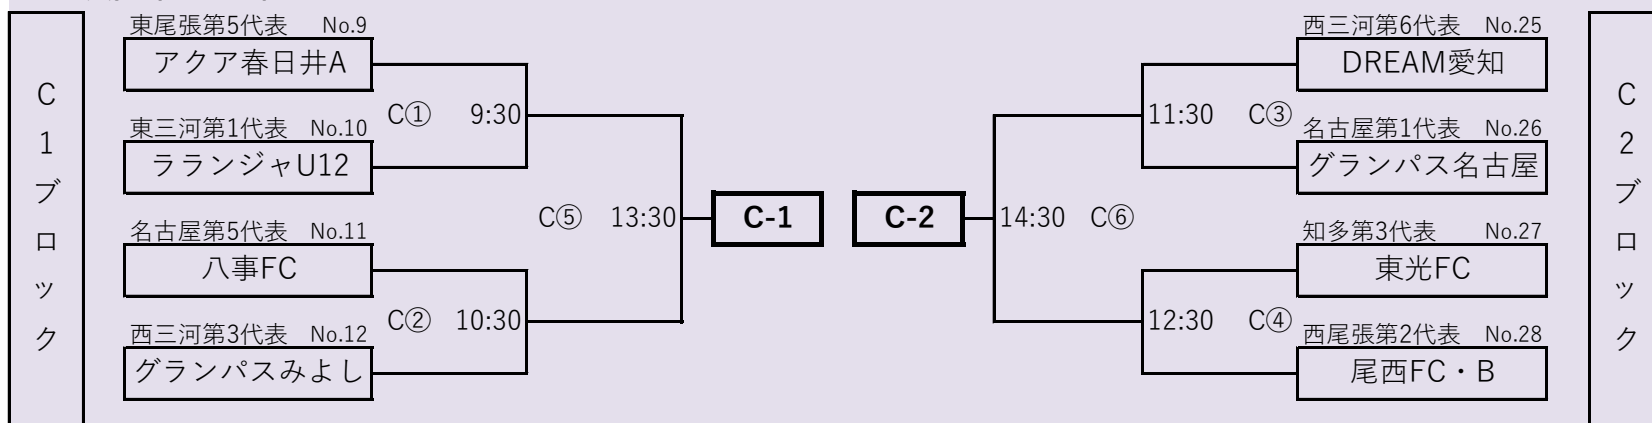 C1ブロック
東尾張第5代表 No.9
アクア春日井A
C① 9:30
東三河第1代表 No.10
ラランジャU12
C⑤ 13:30
C-1
名古屋第5代表 No.11
八事FC
C② 10:30
西三河第3代表 No.12
グランパスみよし
西三河第6代表 No.25
DREAM愛知
11:30 C③
名古屋第1代表 No.26
グランパス名古屋
C-2
14:30 C⑥
知多第3代表 No.27
東光FC
12:30 C④
西尾張第2代表 No.28
尾西FC・B
C2ブロック